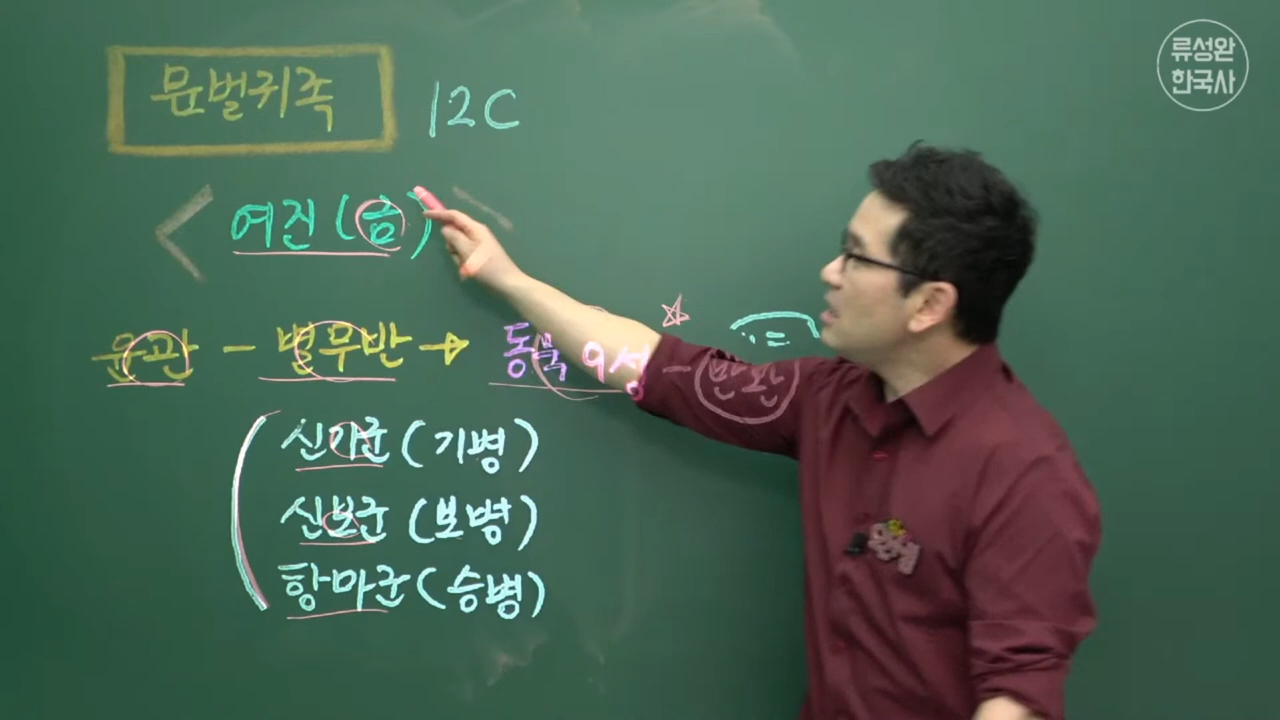 류성완
한국사
문벌귀족 12C
여진(금)
윤관 - 별무반 → 동북 9성 - 반환
신기군(기병)
신보군(보병)
항마군(승병)